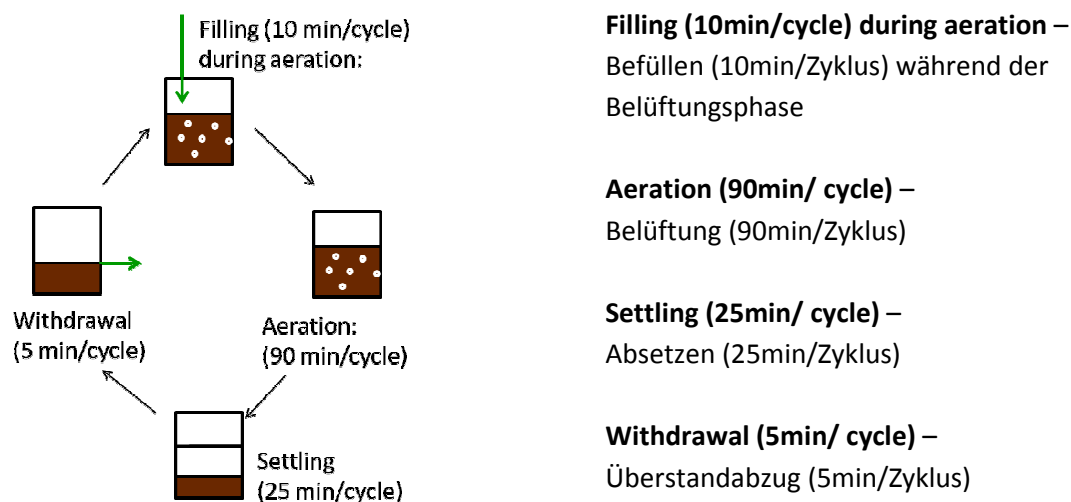 Filling (10 min/cycle)
during aeration:
Withdrawal
(5 min/cycle)
Aeration:
(90 min/cycle)
Settling
(25 min/cycle)
Filling (10min/cycle) during aeration –
Befüllen (10min/Zyklus) während der
Belüftungsphase
Aeration (90min/ cycle) –
Belüftung (90min/Zyklus)
Settling (25min/ cycle) –
Absetzen (25min/Zyklus)
Withdrawal (5min/ cycle) –
Überstandabzug (5min/Zyklus)